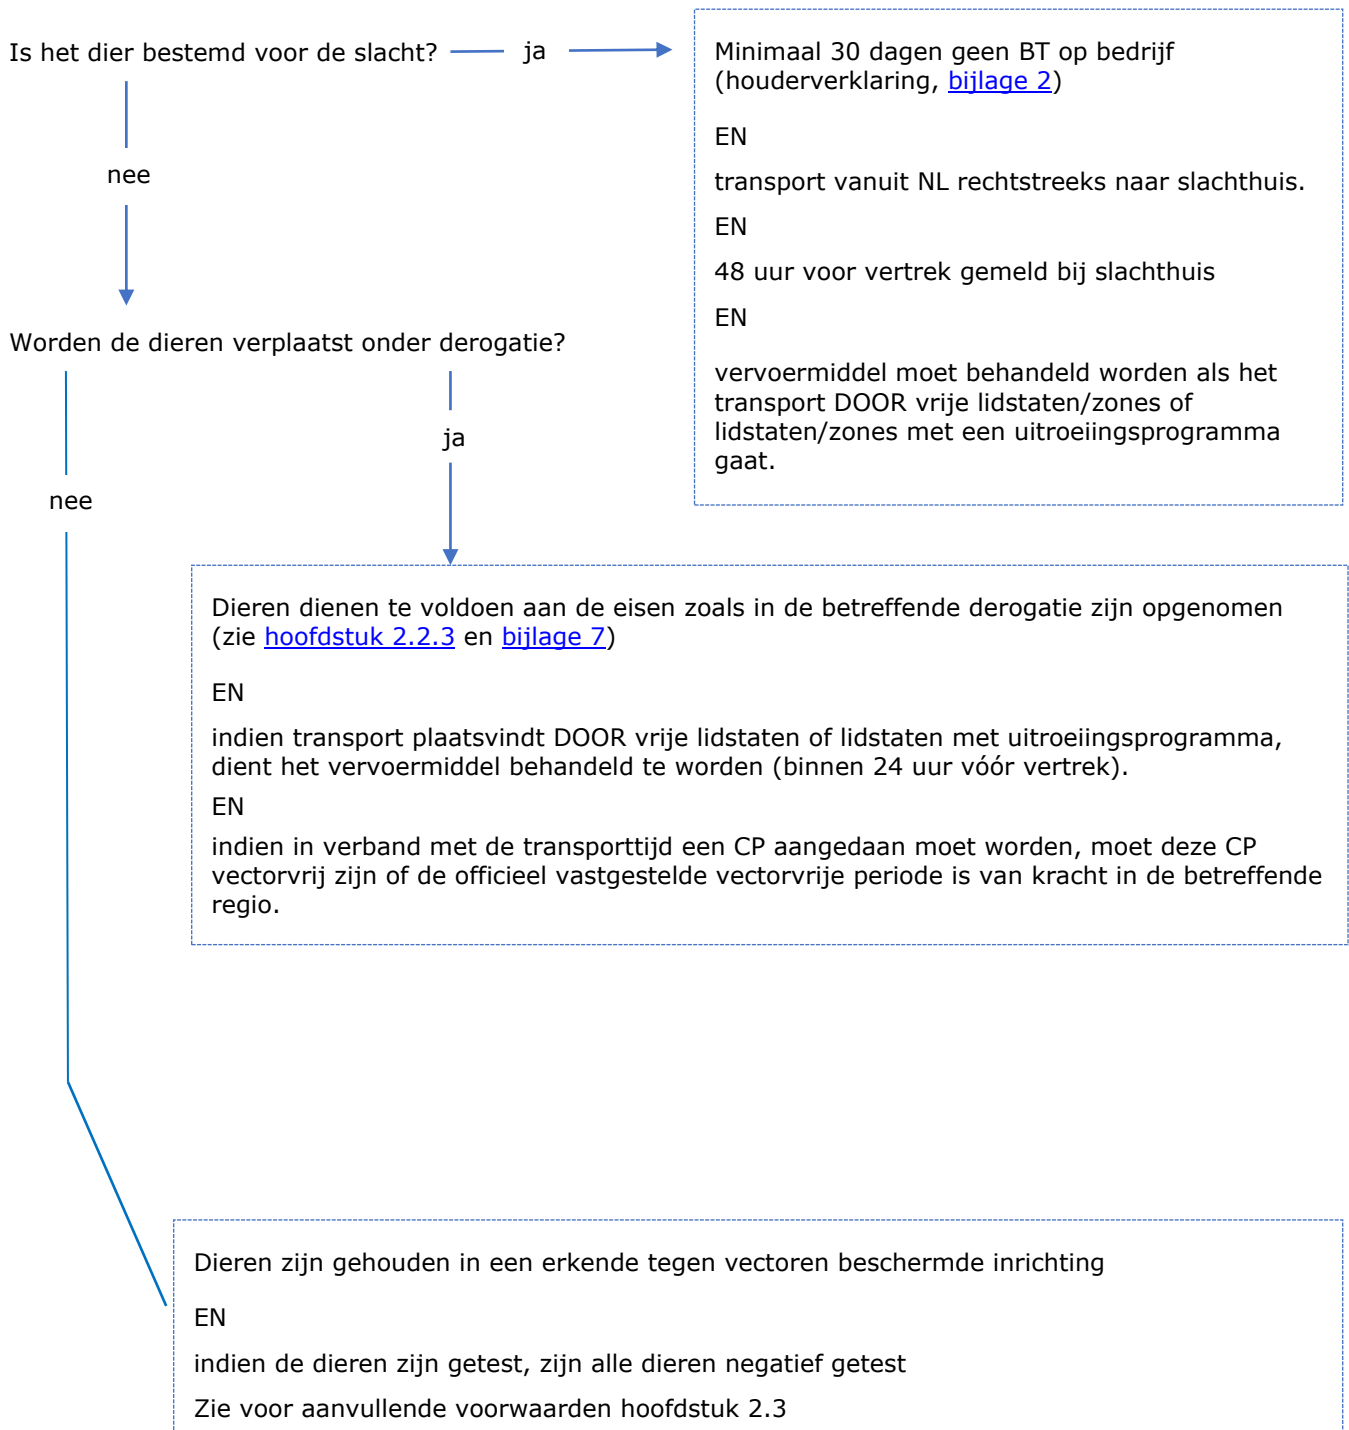 Is het dier bestemd voor de slacht?
ja
Minimaal 30 dagen geen BT op bedrijf
(houderverklaring, bijlage 2)
EN
transport vanuit NL rechtstreeks naar slachthuis.
EN
48 uur voor vertrek gemeld bij slachthuis
EN
vervoermiddel moet behandeld worden als het
transport DOOR vrije lidstaten/zones of
lidstaten/zones met een uitroeiingsprogramma
gaat.
nee
Worden de dieren verplaatst onder derogatie?
ja
nee
Dieren dienen te voldoen aan de eisen zoals in de betreffende derogatie zijn opgenomen
(zie hoofdstuk 2.2.3 en bijlage 7)
EN
indien transport plaatsvindt DOOR vrije lidstaten of lidstaten met uitroeiingsprogramma,
dient het vervoermiddel behandeld te worden (binnen 24 uur vóór vertrek).
EN
indien in verband met de transporttijd een CP aangedaan moet worden, moet deze CP
vectorvrij zijn of de officieel vastgestelde vectorvrije periode is van kracht in de betreffende
regio.
Dieren zijn gehouden in een erkende tegen vectoren beschermde inrichting
EN
indien de dieren zijn getest, zijn alle dieren negatief getest
Zie voor aanvullende voorwaarden hoofdstuk 2.3